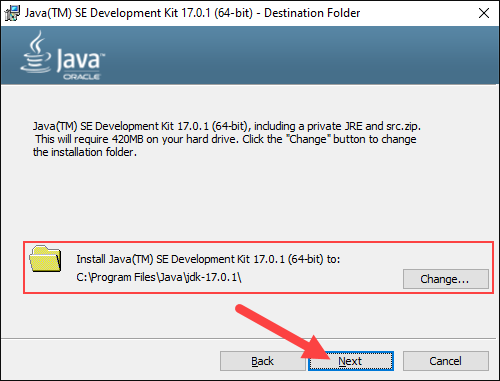 Java(TM) SE Development Kit 17.0.1 (64-bit) - Destination Folder
Java™
ORACLE
Java(TM) SE Development Kit 17.0.1 (64-bit), including a private JRE and src.zip.
This will require 420MB on your hard drive. Click the "Change" button to change
the installation folder.
Install Java(TM) SE Development Kit 17.0.1 (64-bit) to:
C:\Program Files\Java\jdk-17.0.1\
Change...
Back
Next
Cancel